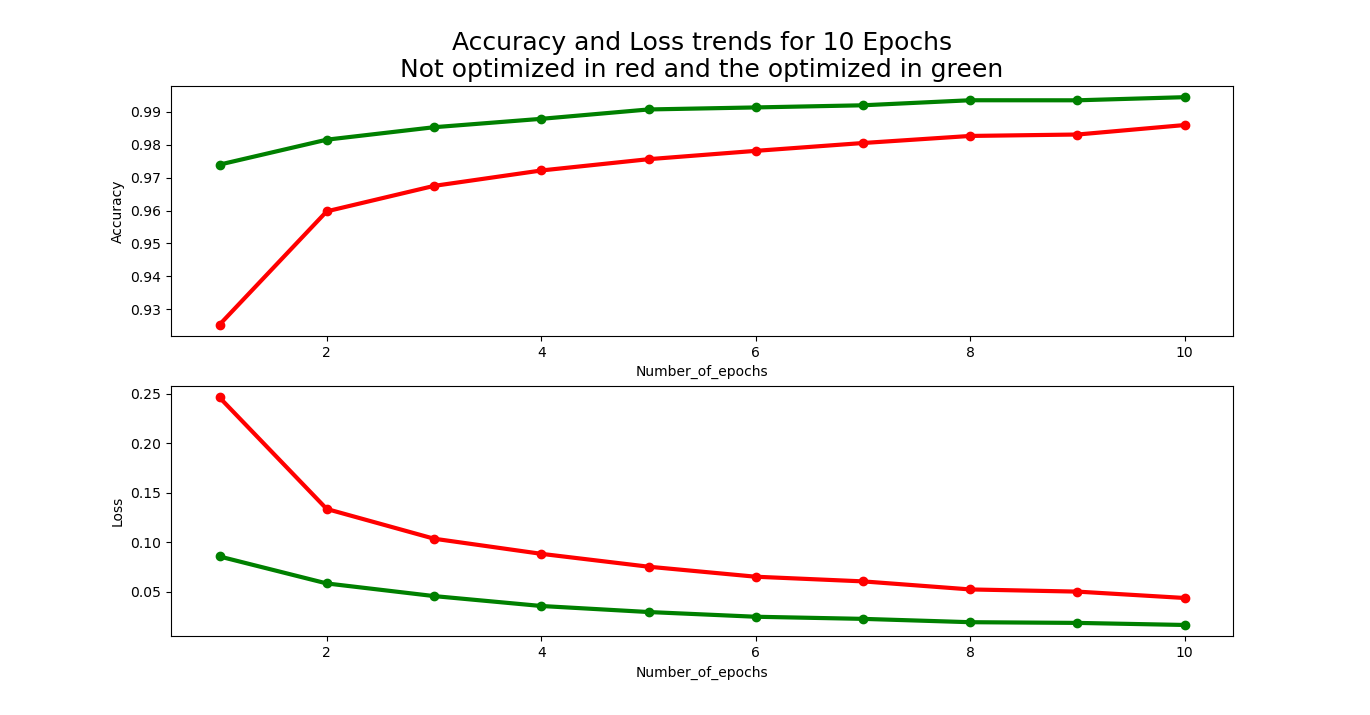 Accuracy and Loss trends for 10 Epochs
Not optimized in red and the optimized in green
Accuracy
0.99
0.98
0.97
0.96
0.95
0.94
0.93
2 4 6 8 10
Number_of_epochs
Loss
0.25
0.20
0.15
0.10
0.05
2 4 6 8 10
Number_of_epochs